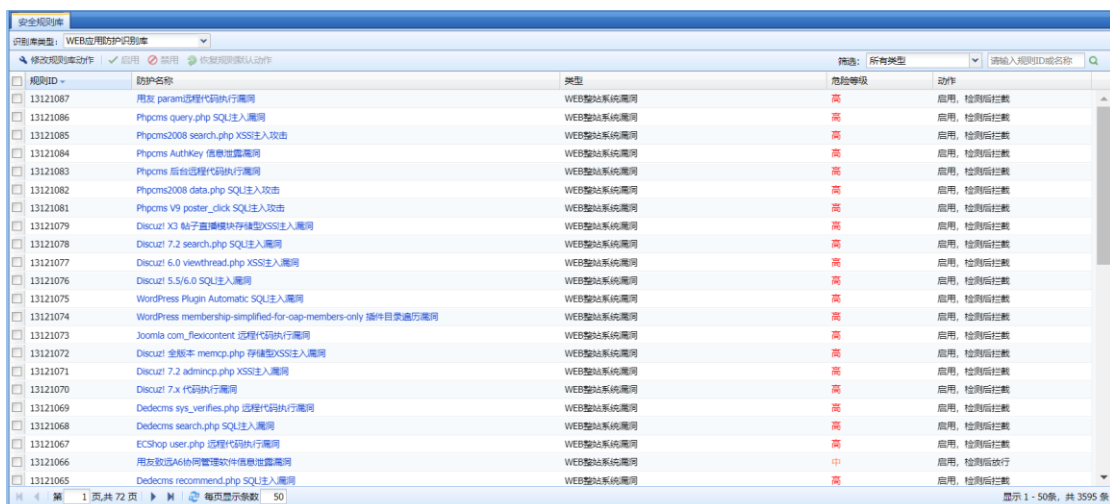 安全规则库
识别库类型: WEB应用防护识别库
修改规则库动作 启用 禁用 恢复规则默认动作 筛选: 所有类型 请输入规则ID或名称
规则ID 防护名称 类型 危险等级 动作
13121087 用友 param远程代码执行漏洞 WEB整站系统漏洞 高 启用, 检测后拦截
13121086 Phpcms query.php SQL注入漏洞 WEB整站系统漏洞 高 启用, 检测后拦截
13121085 Phpcms2008 search.php XSS注入攻击 WEB整站系统漏洞 高 启用, 检测后拦截
13121084 Phpcms AuthKey 信息泄露漏洞 WEB整站系统漏洞 高 启用, 检测后拦截
13121083 Phpcms 后台远程代码执行漏洞 WEB整站系统漏洞 高 启用, 检测后拦截
13121082 Phpcms2008 data.php SQL注入攻击 WEB整站系统漏洞 高 启用, 检测后拦截
13121081 Phpcms V9 poster_click SQL注入攻击 WEB整站系统漏洞 高 启用, 检测后拦截
13121079 Discuz! X3 帖子直播模块存储型XSS注入漏洞 WEB整站系统漏洞 高 启用, 检测后拦截
13121078 Discuz! 7.2 search.php SQL注入漏洞 WEB整站系统漏洞 高 启用, 检测后拦截
13121077 Discuz! 6.0 viewthread.php XSS注入漏洞 WEB整站系统漏洞 高 启用, 检测后拦截
13121076 Discuz! 5.5/6.0 SQL注入漏洞 WEB整站系统漏洞 高 启用, 检测后拦截
13121075 WordPress Plugin Automatic SQL注入漏洞 WEB整站系统漏洞 高 启用, 检测后拦截
13121074 WordPress membership-simplified-for-oap-members-only 插件目录遍历漏洞 WEB整站系统漏洞 高 启用, 检测后拦截
13121073 Joomla com_flexicontent 远程代码执行漏洞 WEB整站系统漏洞 高 启用, 检测后拦截
13121072 Discuz! 全版本 memcp.php 存储型XSS注入漏洞 WEB整站系统漏洞 高 启用, 检测后拦截
13121071 Discuz! 7.2 admincp.php XSS注入漏洞 WEB整站系统漏洞 高 启用, 检测后拦截
13121070 Discuz! 7.x 代码执行漏洞 WEB整站系统漏洞 高 启用, 检测后拦截
13121069 Dedecms sys_verifies.php 远程代码执行漏洞 WEB整站系统漏洞 高 启用, 检测后拦截
13121068 Dedecms search.php SQL注入漏洞 WEB整站系统漏洞 高 启用, 检测后拦截
13121067 ECShop user.php 远程代码执行漏洞 WEB整站系统漏洞 高 启用, 检测后拦截
13121066 用友致远A6协同管理软件信息泄露漏洞 WEB整站系统漏洞 中 启用, 检测后放行
13121065 Dedecms recommend.php SQL注入漏洞 WEB整站系统漏洞 高 启用, 检测后拦截
第 1 页,共 72 页 每页显示条数 50 显示 1 - 50条, 共 3595 条